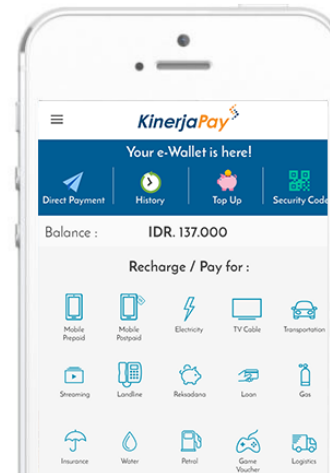 KinerjaPay
Your e-Wallet is here!
Direct Payment History Top Up Security Code
Balance : IDR. 137.000
Recharge / Pay for :
Mobile Prepaid
Mobile Postpaid
Electricity
TV Cable
Transportation
Streaming
Landline
Reksadana
Loan
Gas
Insurance
Water
Petrol
Game Voucher
Logistics